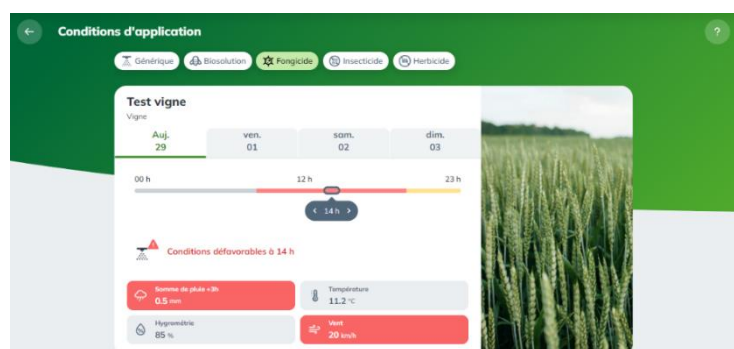 Conditions d'application
?
Générique Biosolution Fongicide Insecticide Herbicide
Test vigne
Vigne
Auj. ven. sam. dim.
29 01 02 03
00 h 12 h 23 h
14 h
Conditions défavorables à 14 h
Somme de pluie +3h Température
0.5 mm 11.2 °C
Hygrométrie Vent
85 % 20 km/h